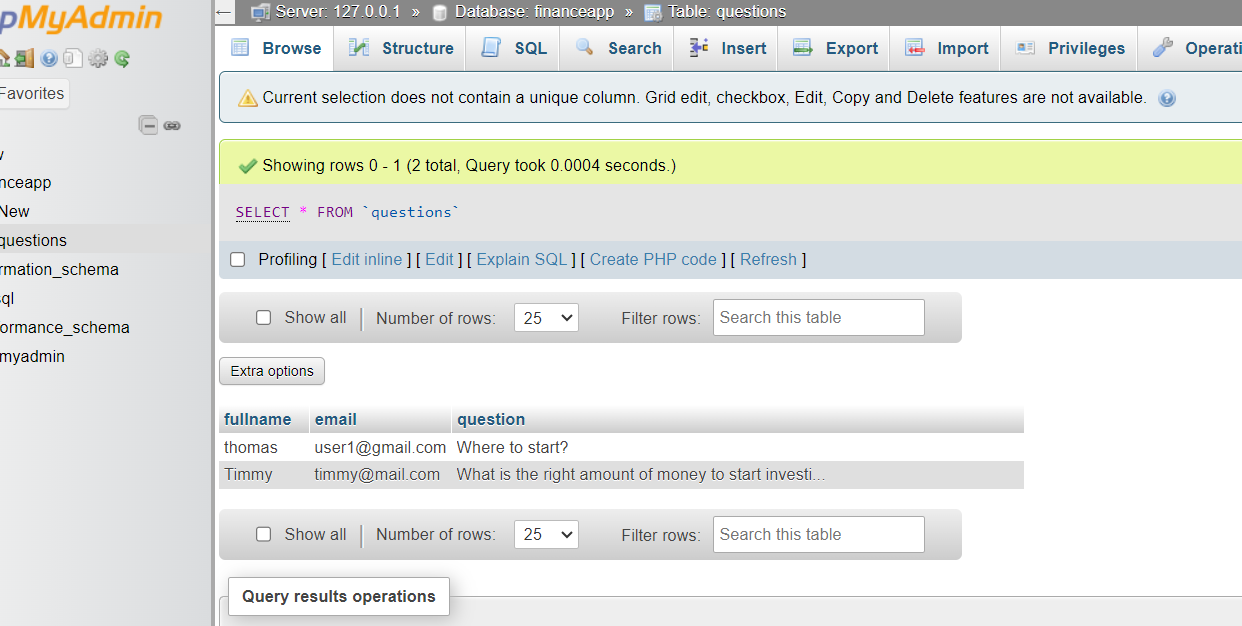 pMyAdmin
Server: 127.0.0.1 » Database: financeapp » Table: questions
Browse Structure SQL Search Insert Export Import Privileges Operati
Favorites
Current selection does not contain a unique column. Grid edit, checkbox, Edit, Copy and Delete features are not available.
w
nceapp
New
questions
rmation_schema
ql
ormance_schema
myadmin
Showing rows 0 - 1 (2 total, Query took 0.0004 seconds.)
SELECT * FROM `questions`
Profiling [ Edit inline ] [ Edit ] [ Explain SQL ] [ Create PHP code ] [ Refresh ]
Show all Number of rows: 25 Filter rows: Search this table
Extra options
fullname email question
thomas user1@gmail.com Where to start?
Timmy timmy@mail.com What is the right amount of money to start investi...
Show all Number of rows: 25 Filter rows: Search this table
Query results operations